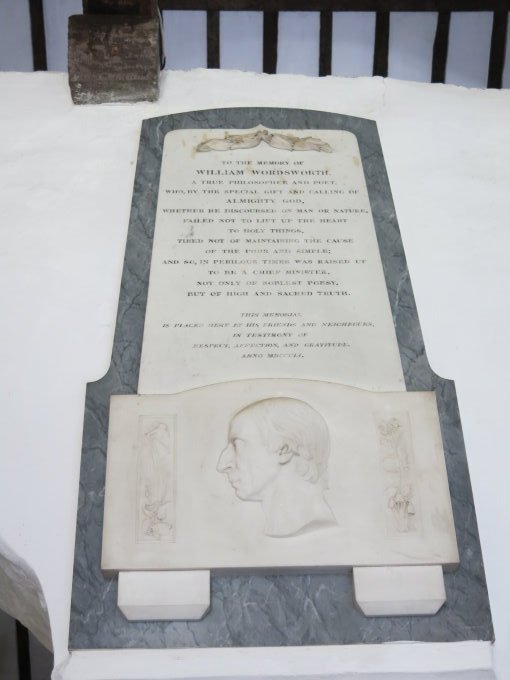 TO THE MEMORY OF
WILLIAM WORDSWORTH.
A TRUE PHILOSOPHER AND POET,
WHO, BY THE SPECIAL GIFT AND CALLING OF
ALMIGHTY GOD,
WHETHER HE DISCOURSED ON MAN OR NATURE,
FAILED NOT TO LIFT UP THE HEART
TO HOLY THINGS,
TIRED NOT OF MAINTAINING THE CAUSE
OF THE POOR AND SIMPLE;
AND SO, IN PERILOUS TIMES WAS RAISED UP
TO BE A CHIEF MINISTER,
NOT ONLY OF NOBLEST POESY,
BUT OF HIGH AND SACRED TRUTH.
THIS MEMORIAL
IS PLACED HERE BY HIS FRIENDS AND NEIGHBOURS,
IN TESTIMONY OF
RESPECT, AFFECTION, AND GRATITUDE.
ANNO MDCCCLI.